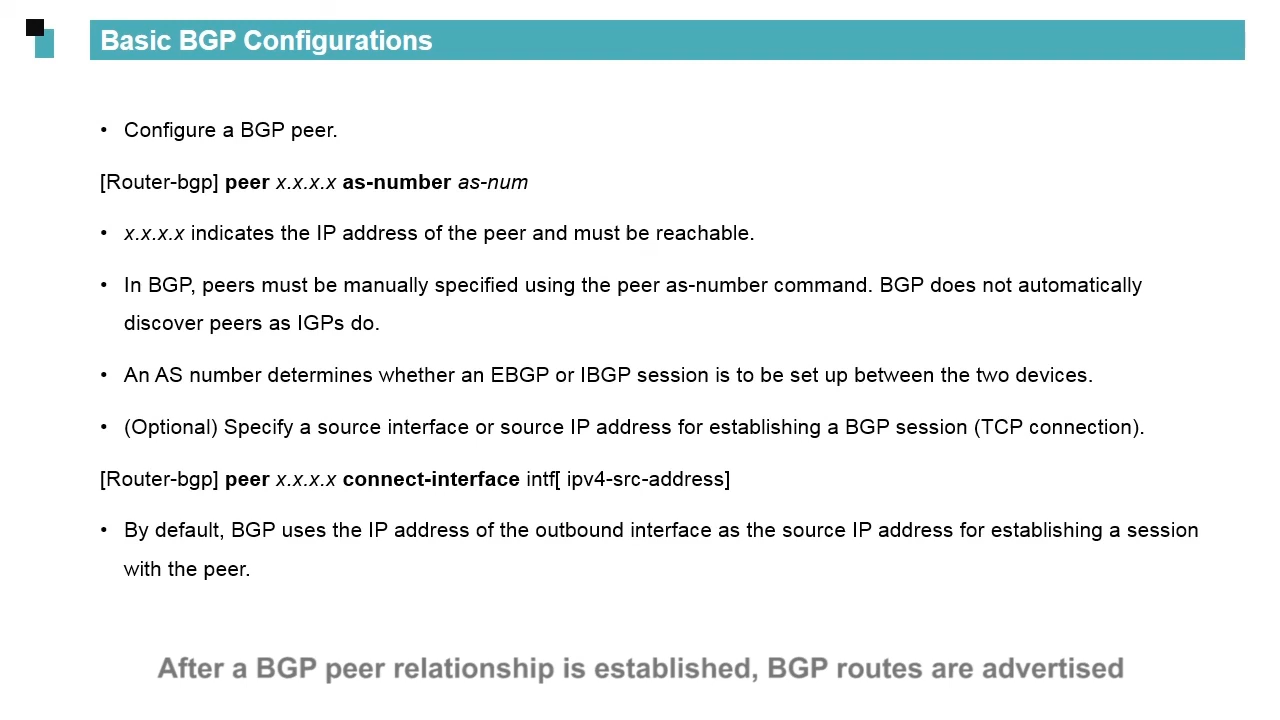 Basic BGP Configurations
• Configure a BGP peer.
[Router-bgp] peer x.x.x.x as-number as-num
• x.x.x.x indicates the IP address of the peer and must be reachable.
• In BGP, peers must be manually specified using the peer as-number command. BGP does not automatically
discover peers as IGPs do.
• An AS number determines whether an EBGP or IBGP session is to be set up between the two devices.
• (Optional) Specify a source interface or source IP address for establishing a BGP session (TCP connection).
[Router-bgp] peer x.x.x.x connect-interface intf[ ipv4-src-address]
• By default, BGP uses the IP address of the outbound interface as the source IP address for establishing a session
with the peer.
After a BGP peer relationship is established, BGP routes are advertised